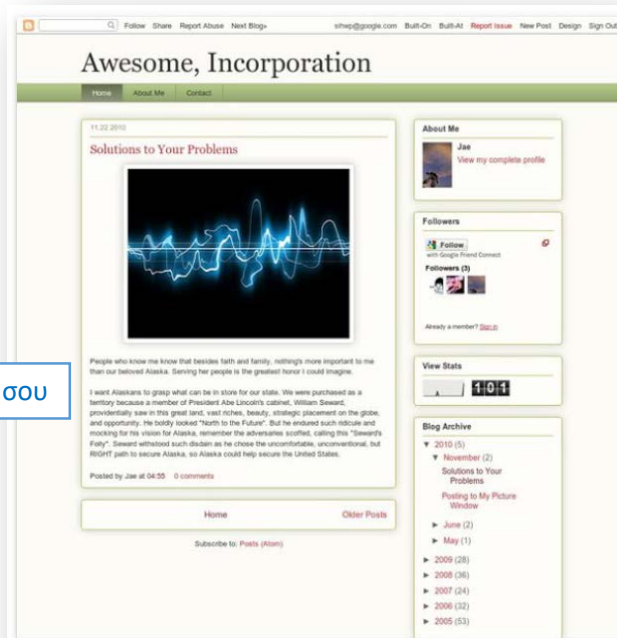 Follow Share Report Abuse Next Blog» sihwp@google.com Built-On Built-At Report Issue New Post Design Sign Out
Awesome, Incorporation
Home About Me Contact
11.22.2010
Solutions to Your Problems
People who know me know that besides faith and family, nothing's more important to me
than our beloved Alaska. Serving her people is the greatest honor I could imagine.
I want Alaskans to grasp what can be in store for our state. We were purchased as a
territory because a member of President Abe Lincoln's cabinet, William Seward,
providentially saw in this great land, vast riches, beauty, strategic placement on the globe,
and opportunity. He boldly looked "North to the Future". But he endured such ridicule and
mocking for his vision for Alaska, remember the adversaries scoffed, calling this "Seward's
Folly". Seward withstood such disdain as he chose the uncomfortable, unconventional, but
RIGHT path to secure Alaska, so Alaska could help secure the United States.
Posted by Jae at 04:55 0 comments
Home Older Posts
Subscribe to: Posts (Atom)
σου
About Me
Jae
View my complete profile
Followers
Follow
with Google Friend Connect
Followers (3)
Already a member? Sign in
View Stats
101
Blog Archive
▼ 2010 (5)
▼ November (2)
Solutions to Your
Problems
Posting to My Picture
Window
► June (2)
► May (1)
► 2009 (28)
► 2008 (36)
► 2007 (24)
► 2006 (32)
► 2005 (53)